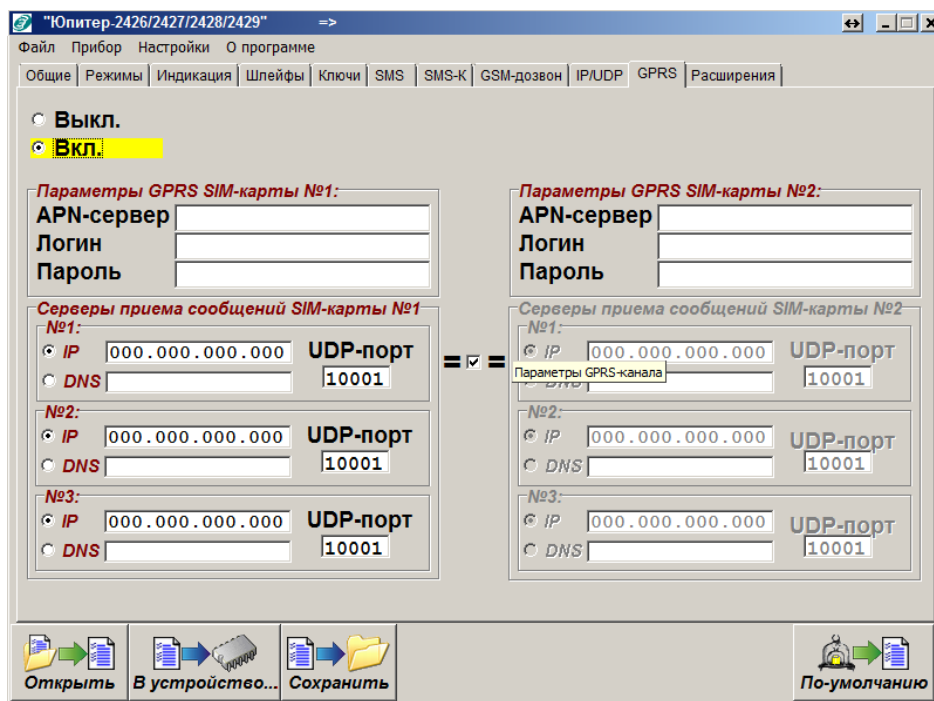 "Юпитер-2426/2427/2428/2429" =>
Файл Прибор Настройки О программе
Общие Режимы Индикация Шлейфы Ключи SMS SMS-К GSM-дозвон IP/UDP GPRS Расширения
Выкл.
Вкл.
Параметры GPRS SIM-карты №1:
APN-сервер
Логин
Пароль
Параметры GPRS SIM-карты №2:
APN-сервер
Логин
Пароль
Серверы приема сообщений SIM-карты №1
№1:
IP 000.000.000.000 UDP-порт
DNS 10001
№2:
IP 000.000.000.000 UDP-порт
DNS 10001
№3:
IP 000.000.000.000 UDP-порт
DNS 10001
= =
Серверы приема сообщений SIM-карты №2
№1:
IP 000.000.000.000 UDP-порт
Параметры GPRS-канала
10001
№2:
IP 000.000.000.000 UDP-порт
DNS 10001
№3:
IP 000.000.000.000 UDP-порт
DNS 10001
Открыть
В устройство...
Сохранить
По-умолчанию